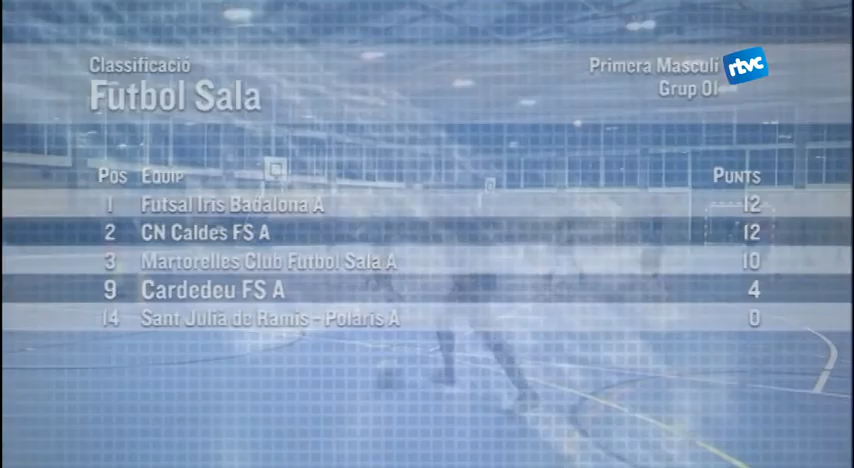 Classificació
Futbol Sala
Primera Masculí
Grup 01
rtvc
Pos Equip Punts
1 Futsal Iris Badalona A 12
2 CN Caldes FS A 12
3 Martorelles Club Futbol Sala A 10
9 Cardedeu FS A 4
14 Sant Julià de Ramis - Polaris A 0